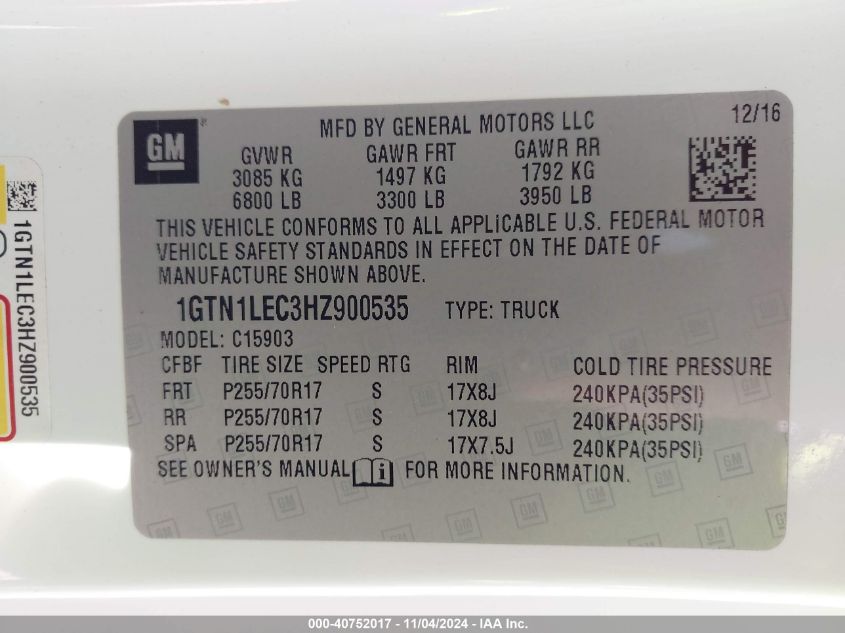 GM
MFD BY GENERAL MOTORS LLC
12/16
GVWR GAWR FRT GAWR RR
3085 KG 1497 KG 1792 KG
6800 LB 3300 LB 3950 LB
THIS VEHICLE CONFORMS TO ALL APPLICABLE U.S. FEDERAL MOTOR
VEHICLE SAFETY STANDARDS IN EFFECT ON THE DATE OF
MANUFACTURE SHOWN ABOVE.
1GTN1LEC3HZ900535 TYPE: TRUCK
MODEL: C15903
CFBF TIRE SIZE SPEED RTG RIM COLD TIRE PRESSURE
FRT P255/70R17 S 17X8J 240KPA(35PSI)
RR P255/70R17 S 17X8J 240KPA(35PSI)
SPA P255/70R17 S 17X7.5J 240KPA(35PSI)
SEE OWNER'S MANUAL FOR MORE INFORMATION.
1GTN1LEC3HZ900535
000-40752017 - 11/04/2024 - IAA Inc.